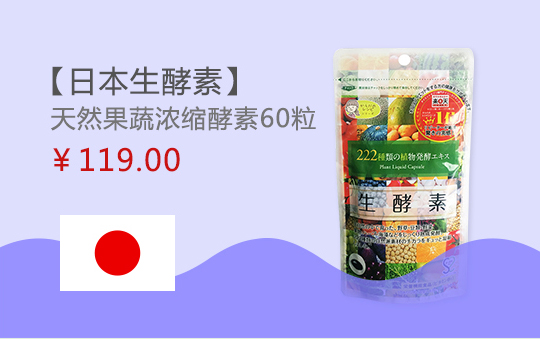 【日本生酵素】
天然果蔬浓缩酵素60粒
¥119.00
222種類の植物発酵エキス
Plant Liquid Capsule
生酵素